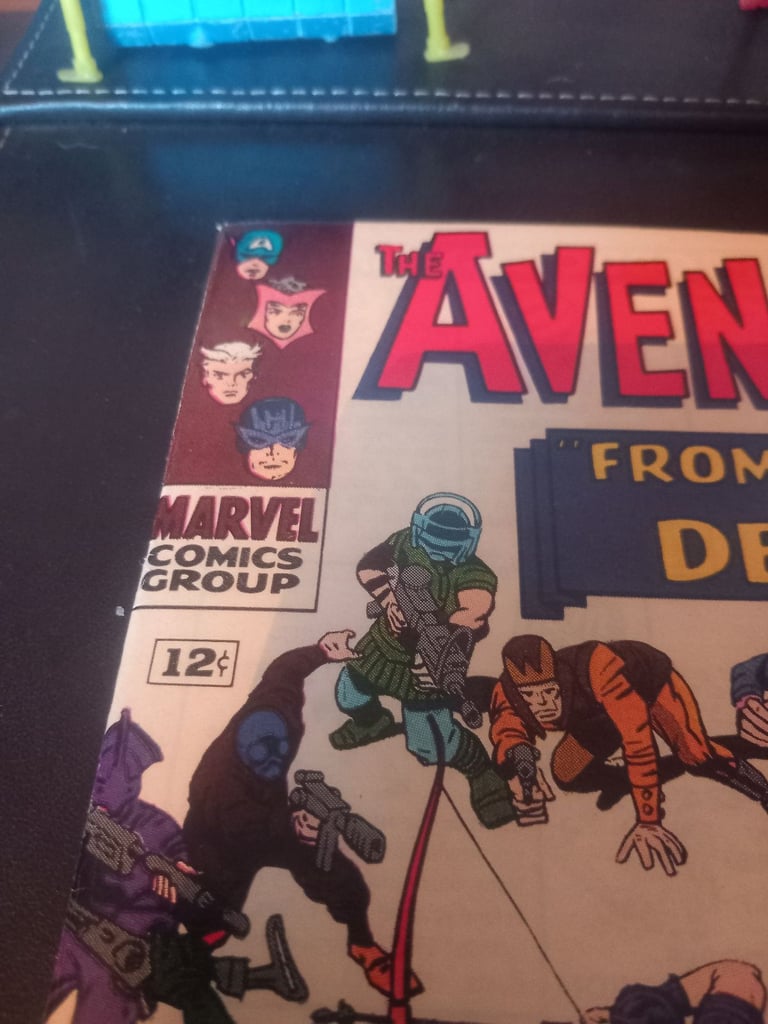 THE
AVEN
"FROM
DE
MARVEL
COMICS
GROUP
12¢
A